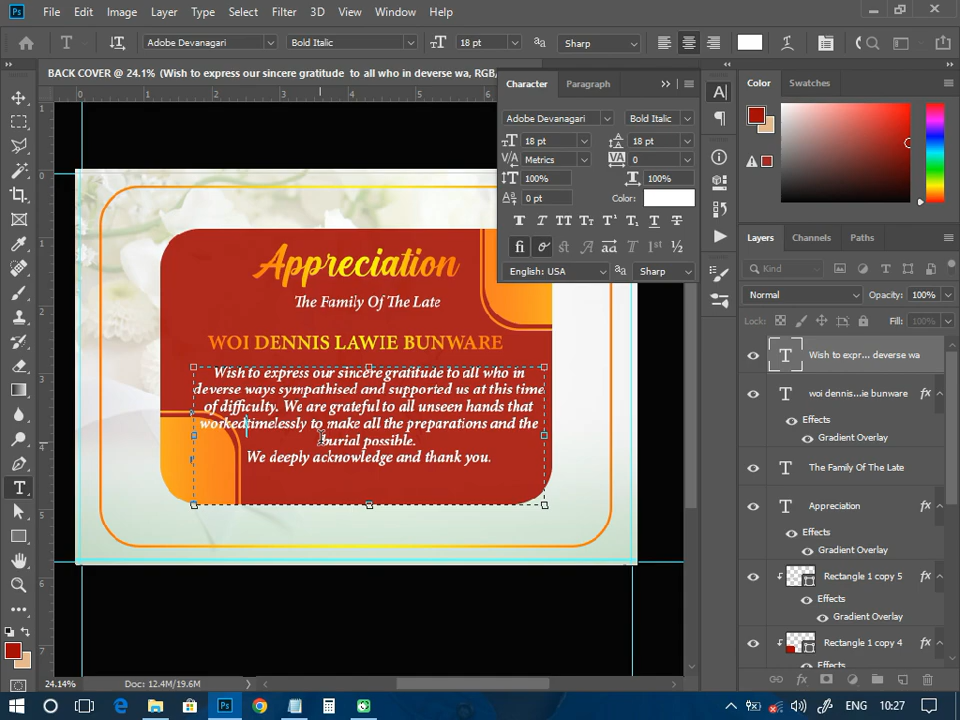 File Edit Image Layer Type Select Filter 3D View Window Help
Adobe Devanagari Bold Italic 18 pt Sharp
BACK COVER @ 24.1% (Wish to express our sincere gratitude to all who in deverse wa, RGB/
Character Paragraph
Adobe Devanagari Bold Italic
18 pt 18 pt
Metrics 0
100% 100%
0 pt Color:
English: USA Sharp
Color Swatches
Appreciation
The Family Of The Late
WOI DENNIS LAWIE BUNWARE
Wish to express our sincere gratitude to all who in
deverse ways sympathised and supported us at this time
of difficulty. We are grateful to all unseen hands that
workedtimelessly to make all the preparations and the
burial possible.
We deeply acknowledge and thank you.
Layers Channels Paths
Kind
Normal Opacity: 100%
Lock: Fill: 100%
Wish to expr... deverse wa
woi dennis...ie bunware
Effects
Gradient Overlay
The Family Of The Late
Appreciation
Effects
Gradient Overlay
Rectangle 1 copy 5
Effects
Gradient Overlay
Rectangle 1 copy 4
Effects
24.14% Doc: 12.4M/19.6M
ENG 10:27